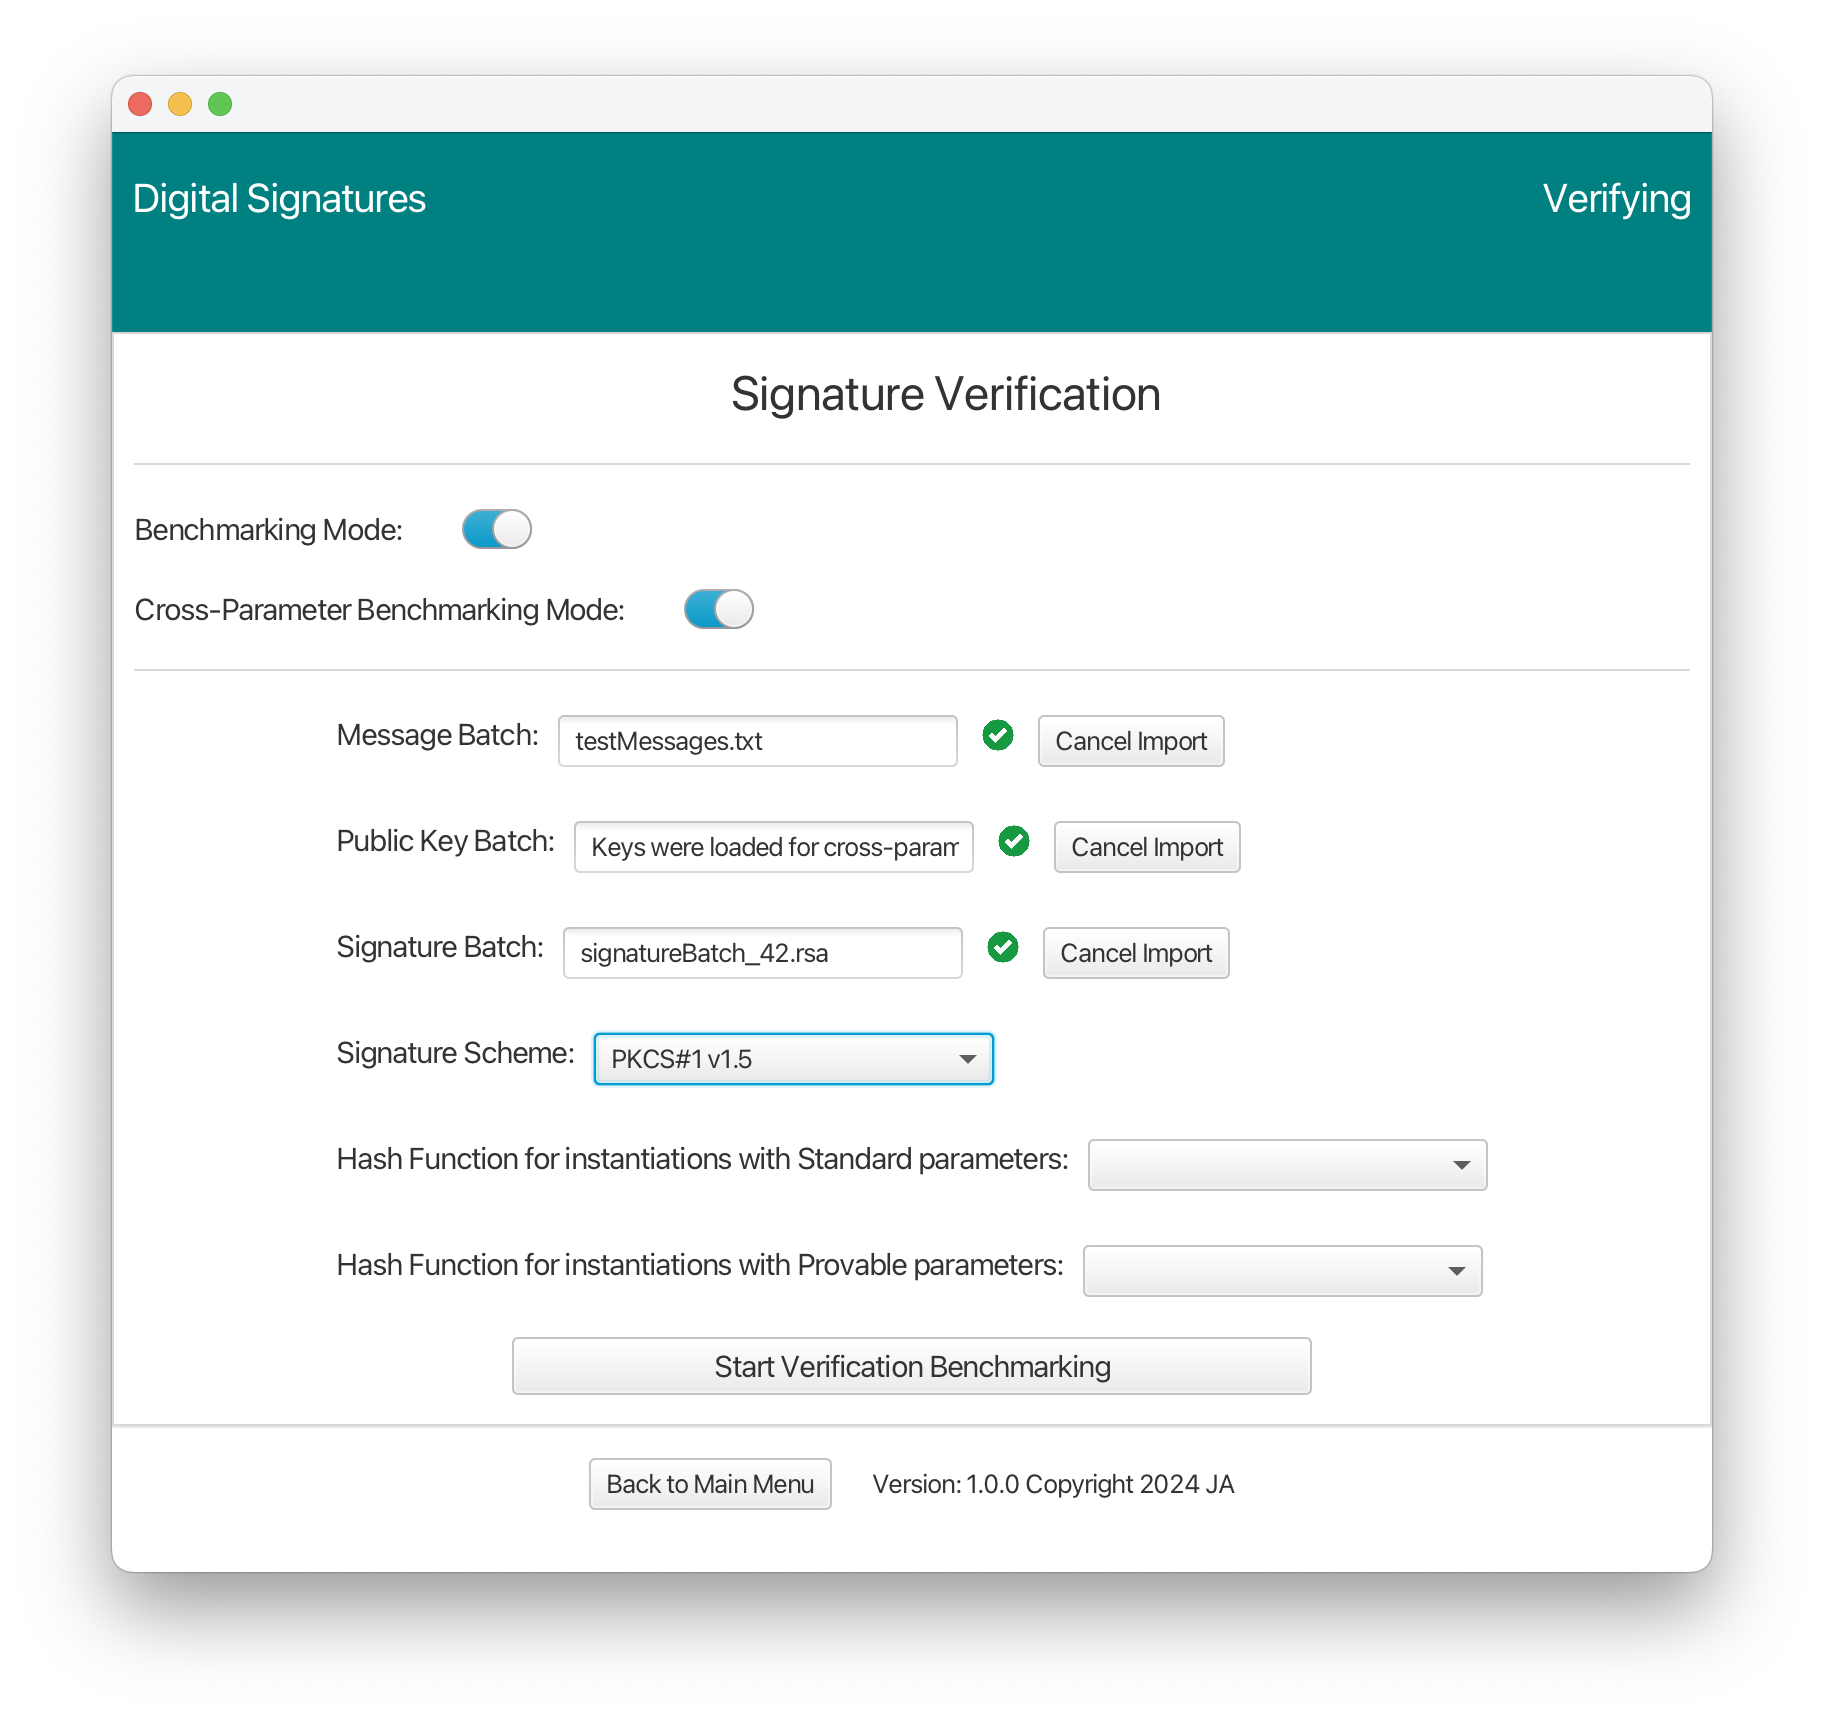 Digital Signatures
Verifying
Signature Verification
Benchmarking Mode:
Cross-Parameter Benchmarking Mode:
Message Batch: testMessages.txt Cancel Import
Public Key Batch: Keys were loaded for cross-param Cancel Import
Signature Batch: signatureBatch_42.rsa Cancel Import
Signature Scheme: PKCS#1 v1.5
Hash Function for instantiations with Standard parameters:
Hash Function for instantiations with Provable parameters:
Start Verification Benchmarking
Back to Main Menu Version: 1.0.0 Copyright 2024 JA